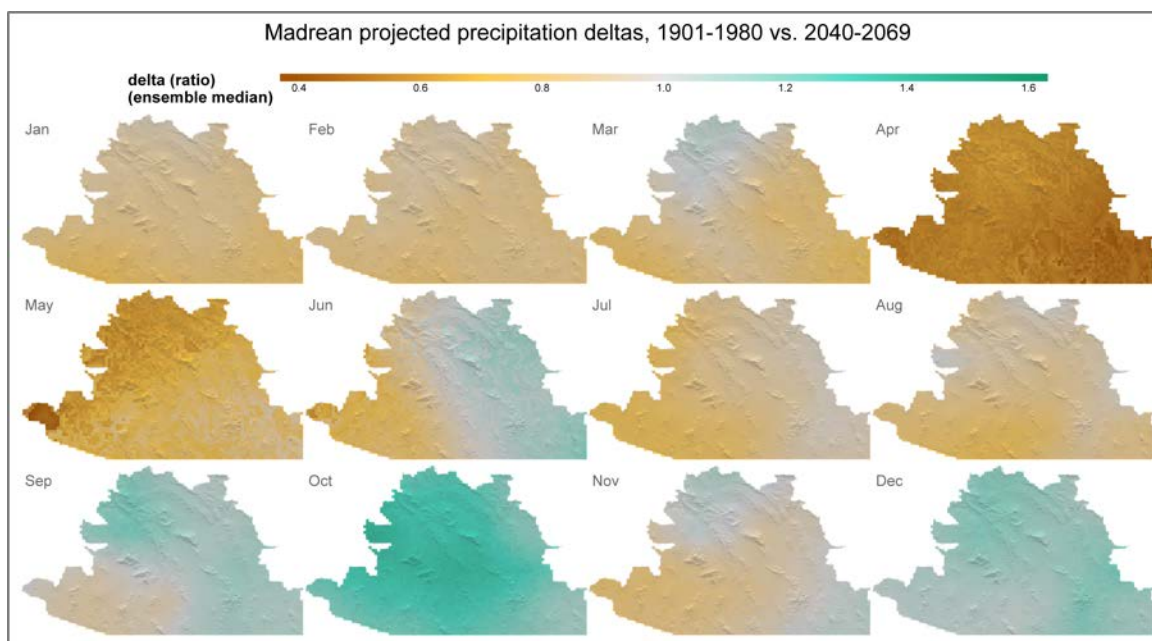 Madrean projected precipitation deltas, 1901-1980 vs. 2040-2069
delta (ratio)
(ensemble median)
0.4 0.6 0.8 1.0 1.2 1.4 1.6
Jan Feb Mar Apr
May Jun Jul Aug
Sep Oct Nov Dec